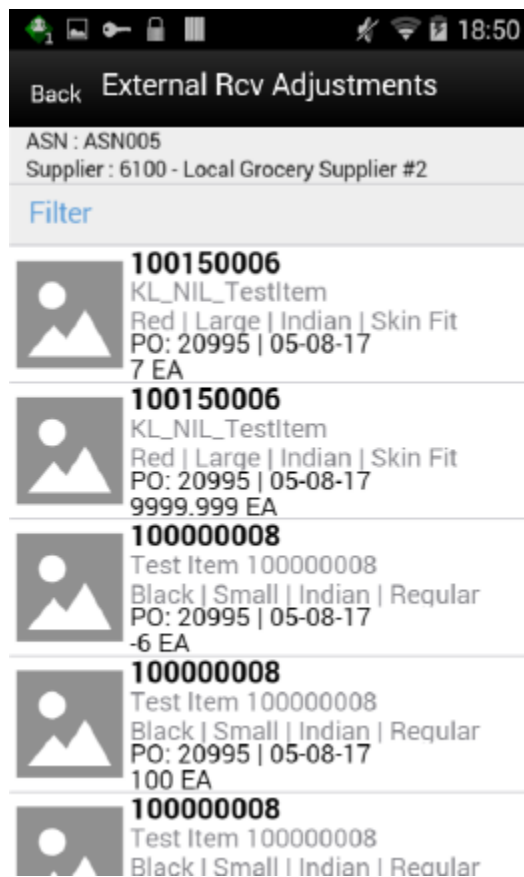 1 18:50
Back External Rcv Adjustments
ASN : ASN005
Supplier : 6100 - Local Grocery Supplier #2
Filter
100150006
KL_NIL_TestItem
Red | Large | Indian | Skin Fit
PO: 20995 | 05-08-17
7 EA
100150006
KL_NIL_TestItem
Red | Large | Indian | Skin Fit
PO: 20995 | 05-08-17
9999.999 EA
100000008
Test Item 100000008
Black | Small | Indian | Regular
PO: 20995 | 05-08-17
-6 EA
100000008
Test Item 100000008
Black | Small | Indian | Regular
PO: 20995 | 05-08-17
100 EA
100000008
Test Item 100000008
Black | Small | Indian | Regular